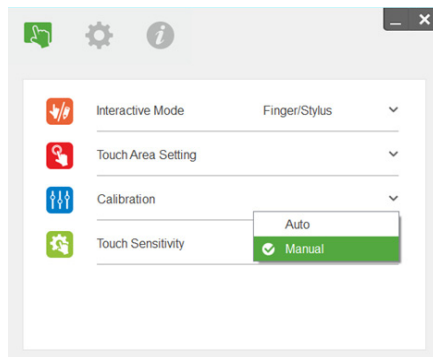 Interactive Mode Finger/Stylus
Touch Area Setting
Calibration
Auto
Touch Sensitivity
Manual